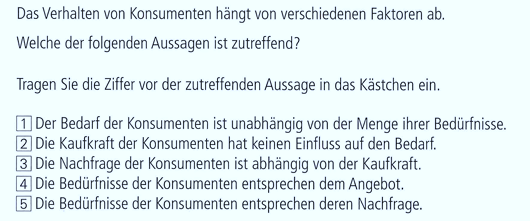 Das Verhalten von Konsumenten hängt von verschiedenen Faktoren ab.
Welche der folgenden Aussagen ist zutreffend?
Tragen Sie die Ziffer vor der zutreffenden Aussage in das Kästchen ein.
1 Der Bedarf der Konsumenten ist unabhängig von der Menge ihrer Bedürfnisse.
2 Die Kaufkraft der Konsumenten hat keinen Einfluss auf den Bedarf.
3 Die Nachfrage der Konsumenten ist abhängig von der Kaufkraft.
4 Die Bedürfnisse der Konsumenten entsprechen dem Angebot.
5 Die Bedürfnisse der Konsumenten entsprechen deren Nachfrage.